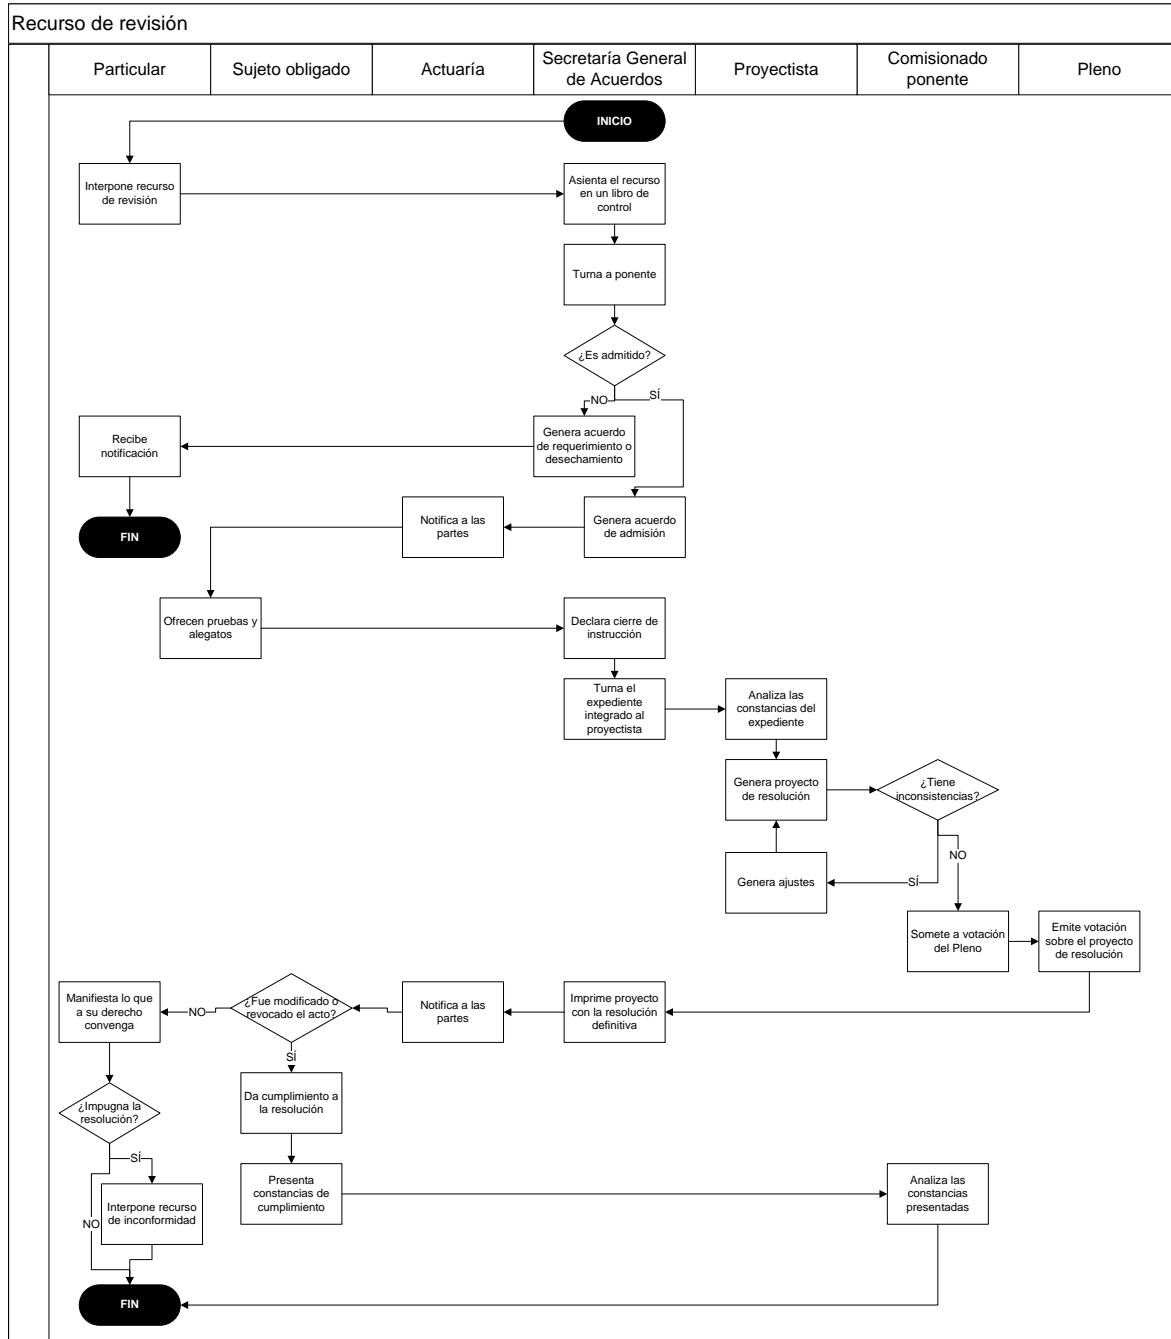 Recurso de revisión
Particular
Sujeto obligado
Actuaría
Secretaría General
de Acuerdos
Proyectista
Comisionado
ponente
Pleno
INICIO
Interpone recurso
de revisión
Asienta el recurso
en un libro de
control
Turna a ponente
¿Es admitido?
SÍ
NO
Recibe
notificación
Genera acuerdo
de requerimiento o
desechamiento
FIN
Notifica a las
partes
Genera acuerdo
de admisión
Ofrecen pruebas y
alegatos
Declara cierre de
instrucción
Turna el
expediente
integrado al
proyectista
Analiza las
constancias del
expediente
Genera proyecto
de resolución
¿Tiene
inconsistencias?
NO
Genera ajustes
SÍ
Somete a votación
del Pleno
Emite votación
sobre el proyecto
de resolución
Manifiesta lo que
a su derecho
convenga
NO
¿Fue modificado o
revocado el acto?
Notifica a las
partes
Imprime proyecto
con la resolución
definitiva
SÍ
Da cumplimiento a
la resolución
¿Impugna la
resolución?
SÍ
Presenta
constancias de
cumplimiento
Analiza las
constancias
presentadas
Interpone recurso
de inconformidad
NO
FIN